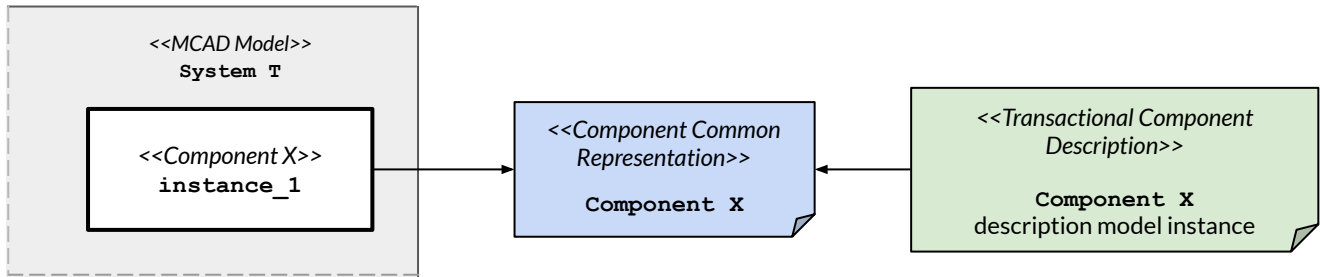 <<MCAD Model>>
System T
<<Component X>>
instance_1
<<Component Common
Representation>>
Component X
<<Transactional Component
Description>>
Component X
description model instance